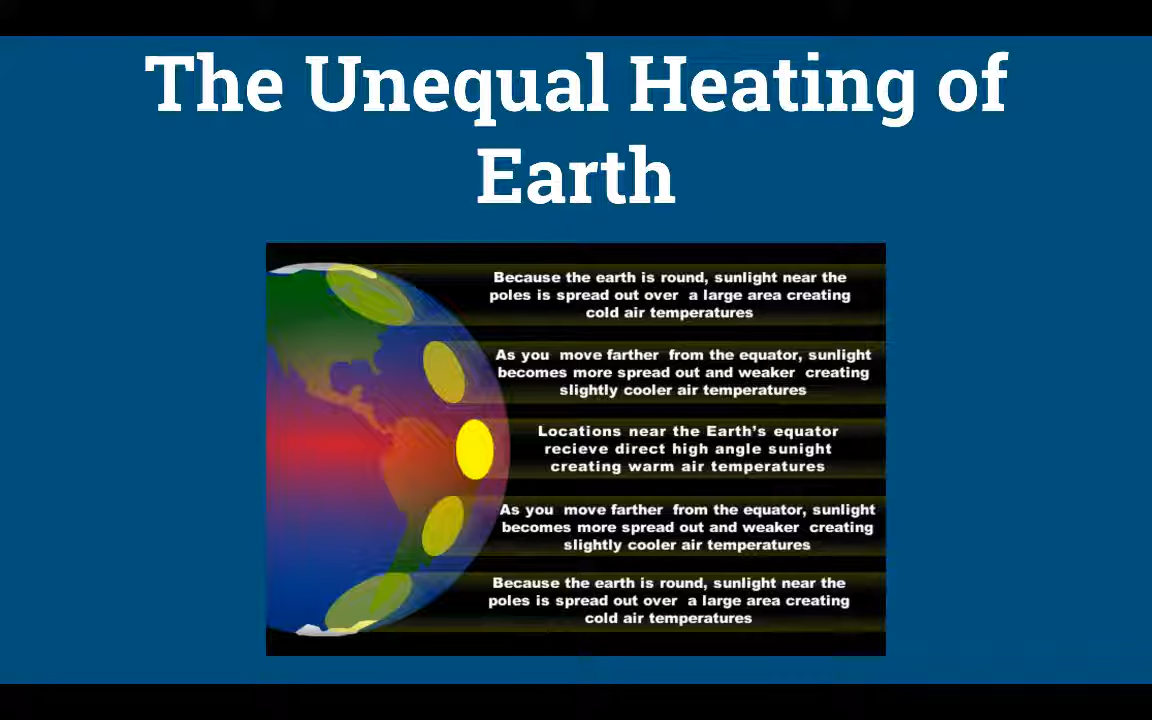 The Unequal Heating of
Earth
Because the earth is round, sunlight near the
poles is spread out over a large area creating
cold air temperatures
As you move farther from the equator, sunlight
becomes more spread out and weaker creating
slightly cooler air temperatures
Locations near the Earth's equator
recieve direct high angle sunight
creating warm air temperatures
As you move farther from the equator, sunlight
becomes more spread out and weaker creating
slightly cooler air temperatures
Because the earth is round, sunlight near the
poles is spread out over a large area creating
cold air temperatures